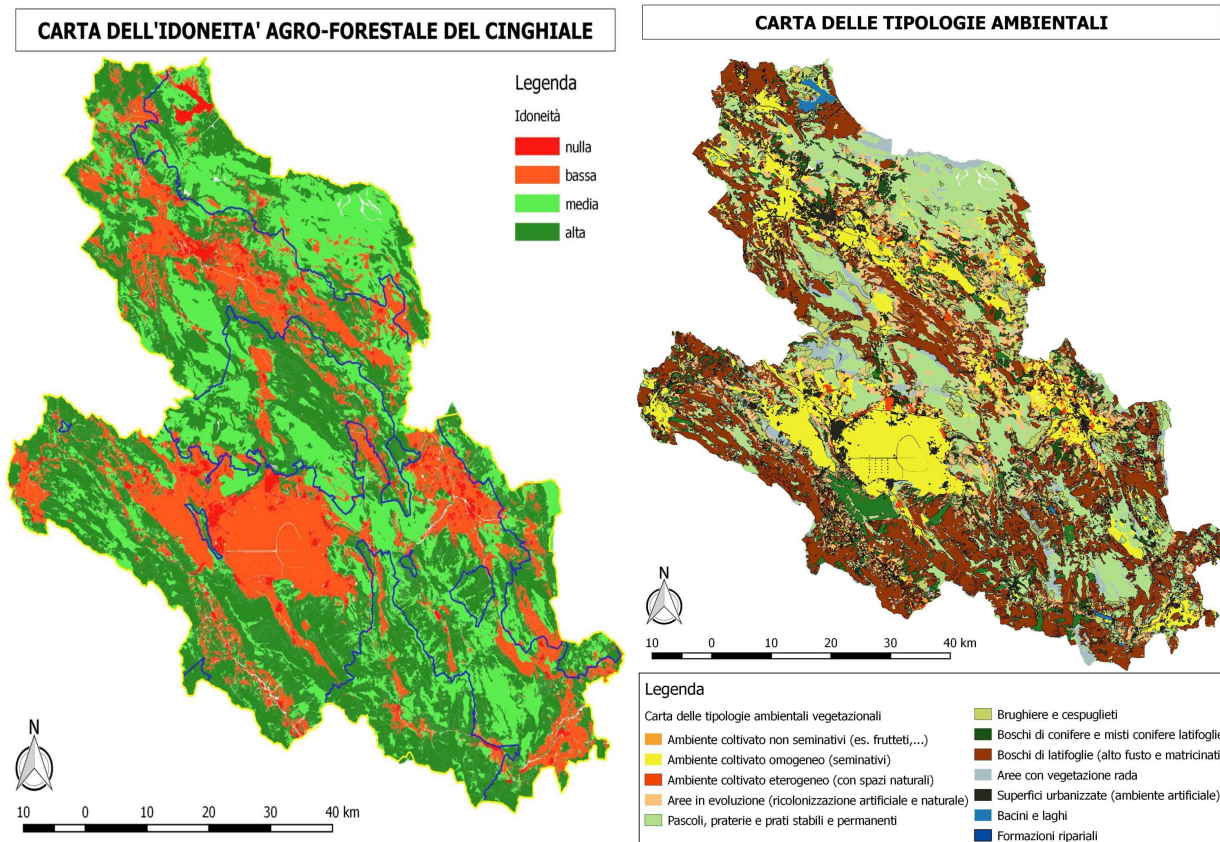 CARTA DELL'IDONEITA' AGRO-FORESTALE DEL CINGHIALE
Legenda
Idoneità
nulla
bassa
media
alta
N
10 0 10 20 30 40 km
CARTA DELLE TIPOLOGIE AMBIENTALI
N
10 0 10 20 30 40 km
Legenda
Carta delle tipologie ambientali vegetazionali
Ambiente coltivato non seminativi (es. frutteti,...)
Ambiente coltivato omogeneo (seminativi)
Ambiente coltivato eterogeneo (con spazi naturali)
Aree in evoluzione (ricolonizzazione artificiale e naturale)
Pascoli, praterie e prati stabili e permanenti
Brughiere e cespuglieti
Boschi di conifere e misti conifere latifoglie
Boschi di latifoglie (alto fusto e matricinati
Aree con vegetazione rada
Superfici urbanizzate (ambiente artificiale)
Bacini e laghi
Formazioni ripariali